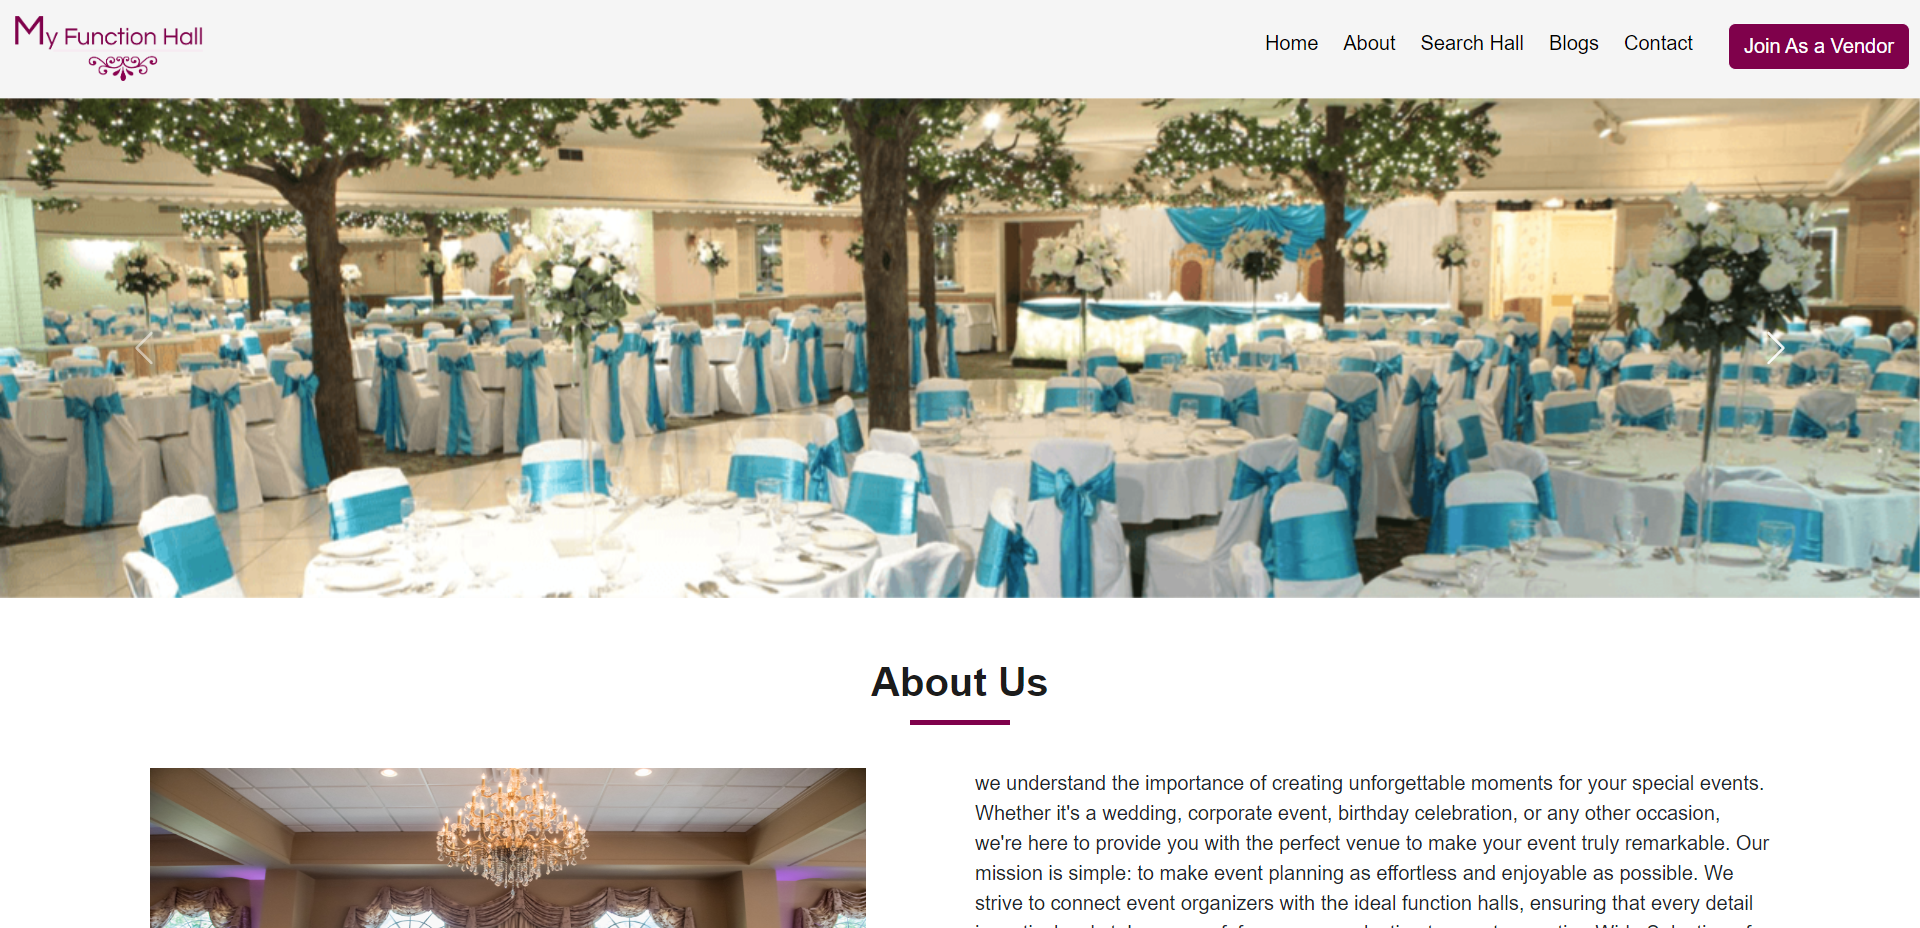 My Function Hall
Home About Search Hall Blogs Contact Join As a Vendor
About Us
we understand the importance of creating unforgettable moments for your special events.
Whether it's a wedding, corporate event, birthday celebration, or any other occasion,
we're here to provide you with the perfect venue to make your event truly remarkable. Our
mission is simple: to make event planning as effortless and enjoyable as possible. We
strive to connect event organizers with the ideal function halls, ensuring that every detail